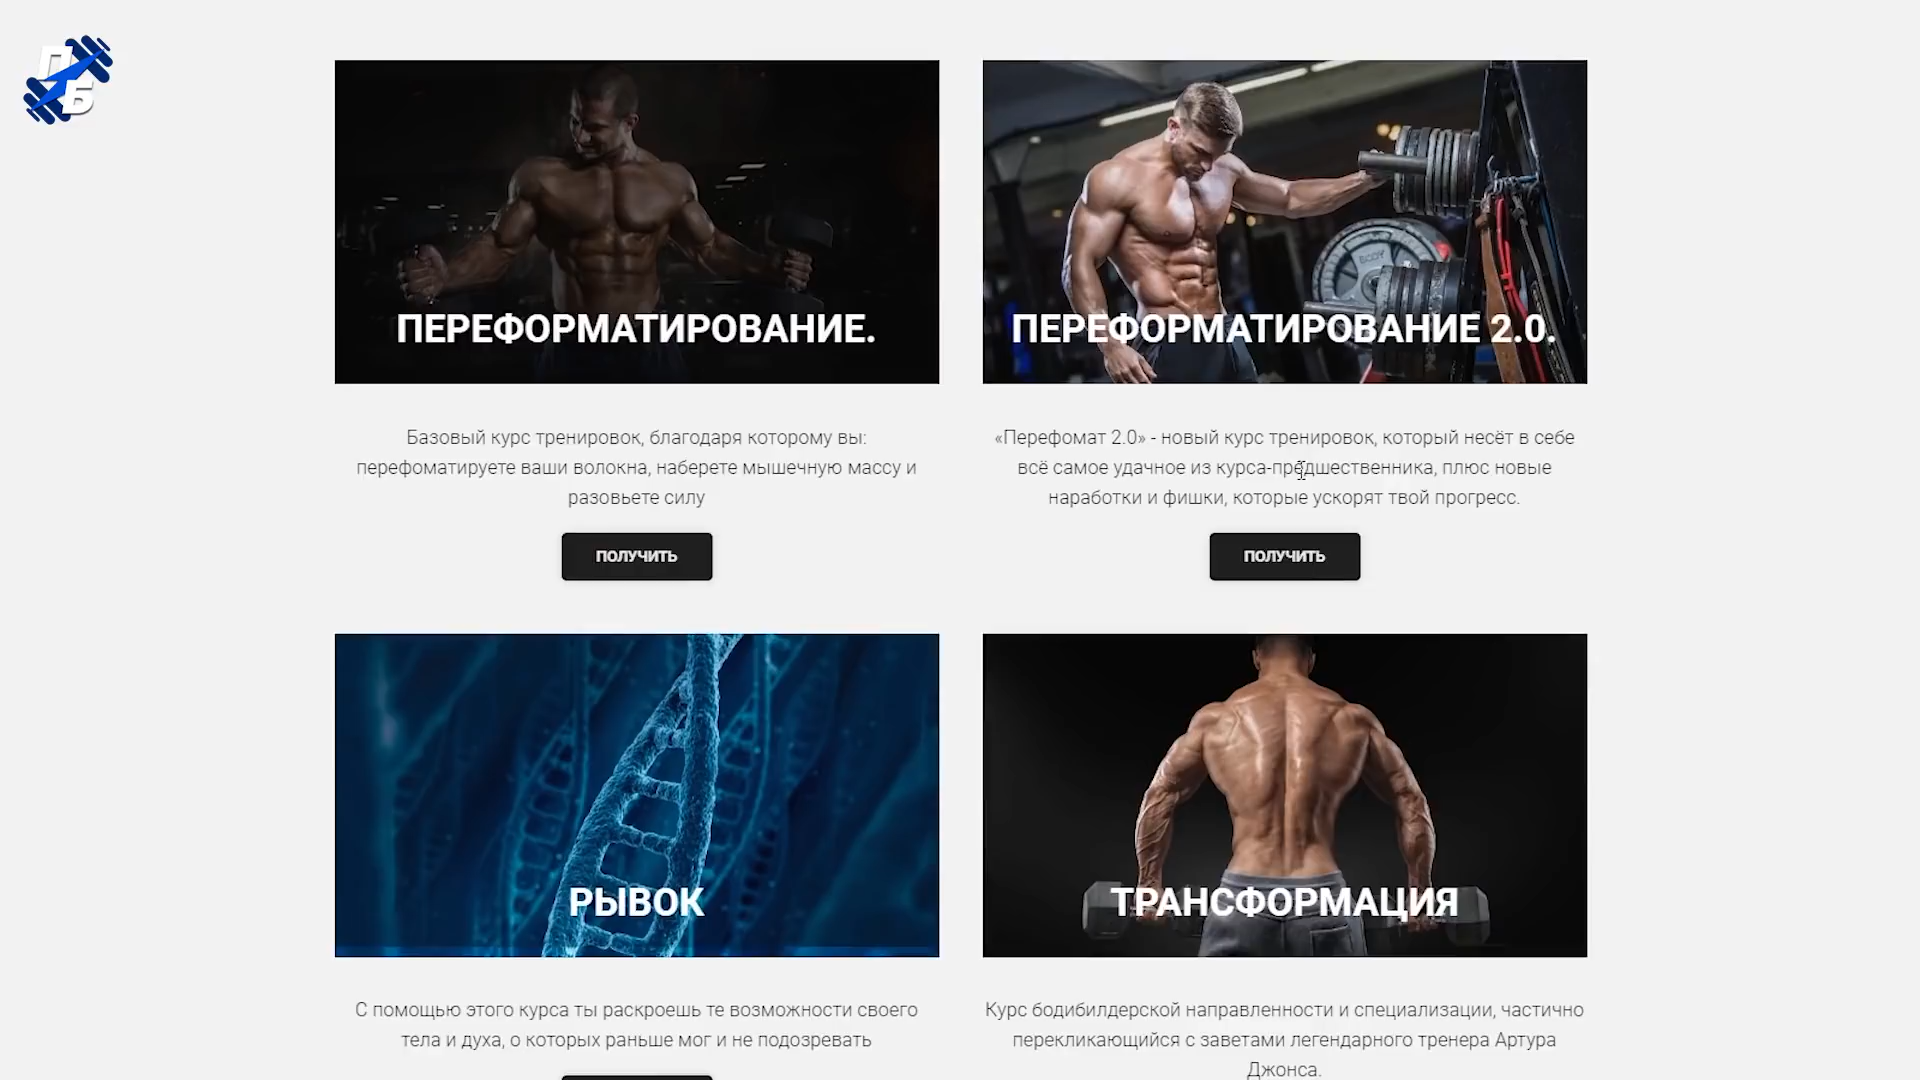 ПБ
ПЕРЕФОРМАТИРОВАНИЕ.
ПЕРЕФОРМАТИРОВАНИЕ 2.0.
BODY
Базовый курс тренировок, благодаря которому вы:
перефоматируете ваши волокна, наберете мышечную массу и
разовьете силу
ПОЛУЧИТЬ
«Перефомат 2.0» - новый курс тренировок, который несёт в себе
всё самое удачное из курса-предшественника, плюс новые
наработки и фишки, которые ускорят твой прогресс.
ПОЛУЧИТЬ
РЫВОК
С помощью этого курса ты раскроешь те возможности своего
тела и духа, о которых раньше мог и не подозревать
ТРАНСФОРМАЦИЯ
Курс бодибилдерской направленности и специализации, частично
перекликающийся с заветами легендарного тренера Артура
Джонса.